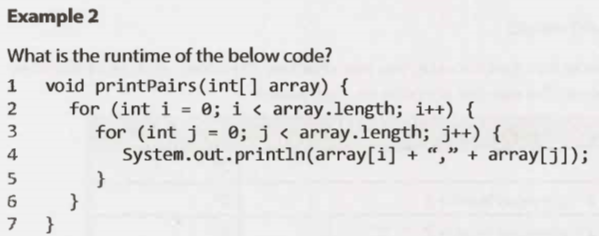 Example 2
What is the runtime of the below code?
1 void printPairs(int[] array) {
2 for (int i = 0; i < array.length; i++) {
3 for (int j = 0; j < array.length; j++) {
4 System.out.println(array[i] + “,” + array[j]);
5 }
6 }
7 }